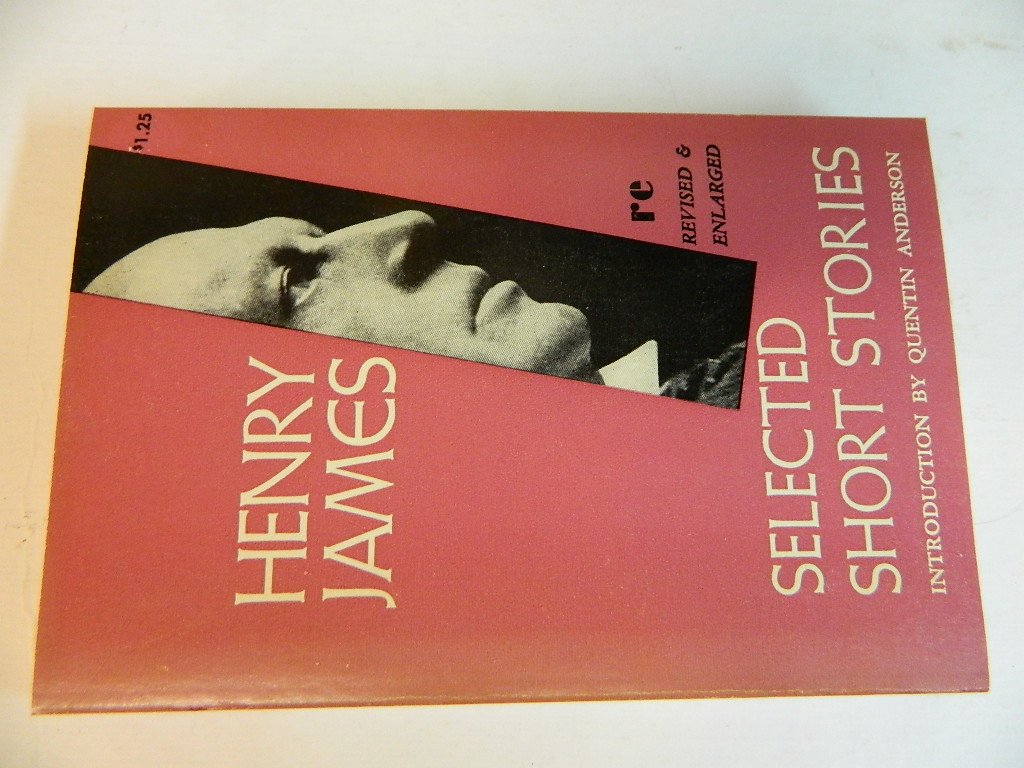 $1.25
HENRY
JAMES
re
REVISED &
ENLARGED
SELECTED
SHORT STORIES
INTRODUCTION BY QUENTIN ANDERSON